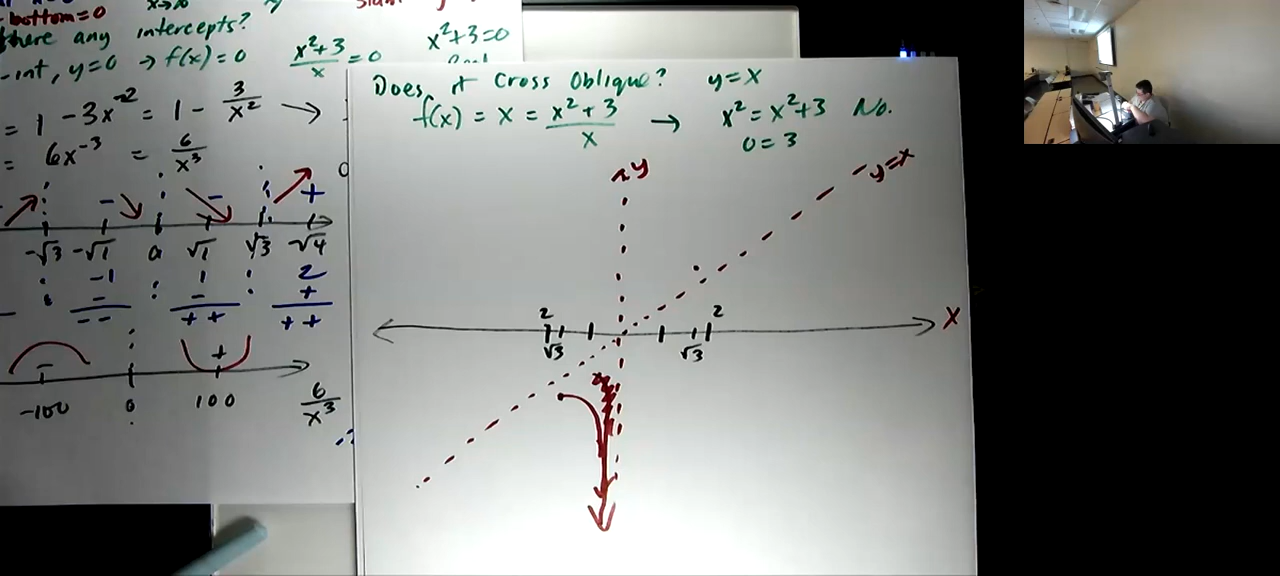 bottom=0
there any intercepts?
-int, y=0 → f(x)=0 x²+3/x = 0 x²+3=0
= 1 - 3x⁻² = 1 - 3/x² →
= 6x⁻³ = 6/x³
- - +
-√3 -√1 0 √1 √3 √4
-1 1 2
- - +
-- ++ ++
- +
-100 0 100 6/x³
Does it Cross Oblique? y=x
f(x) = x = x²+3/x → x² = x²+3 No.
0=3
y
y=x
2 2
x
√3 √3